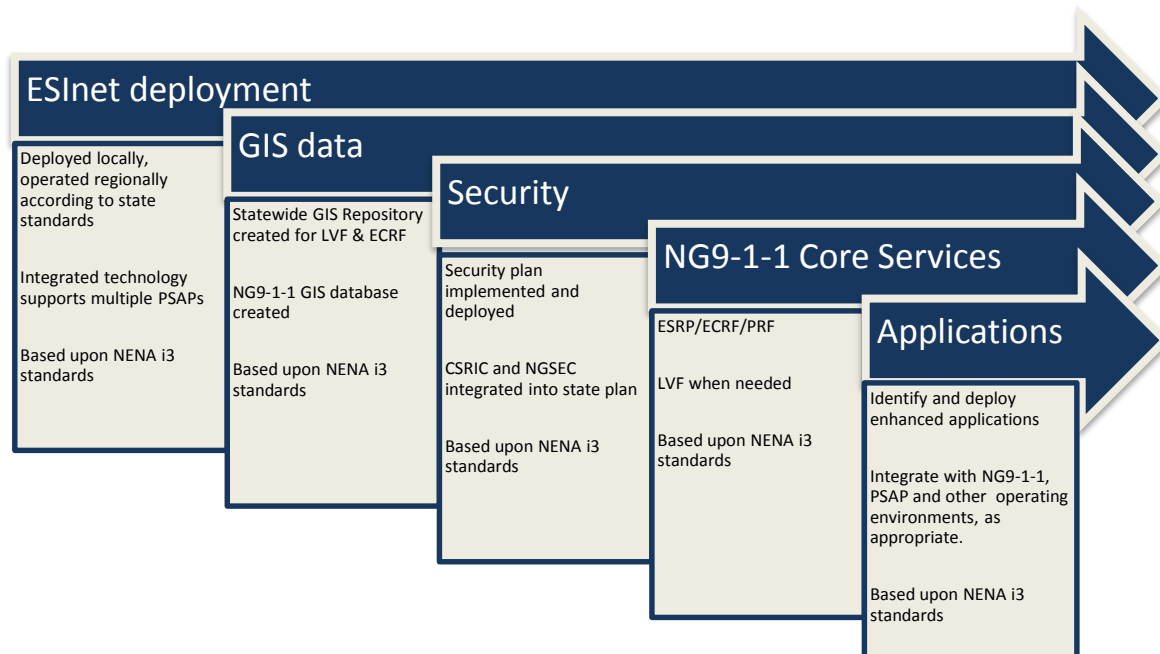 ESInet deployment
Deployed locally,
operated regionally
according to state
standards
Integrated technology
supports multiple PSAPs
Based upon NENA i3
standards
GIS data
Statewide GIS Repository
created for LVF & ECRF
NG9-1-1 GIS database
created
Based upon NENA i3
standards
Security
Security plan
implemented and
deployed
CSRIC and NGSEC
integrated into state plan
Based upon NENA i3
standards
NG9-1-1 Core Services
ESRP/ECRF/PRF
LVF when needed
Based upon NENA i3
standards
Applications
Identify and deploy
enhanced applications
Integrate with NG9-1-1,
PSAP and other operating
environments, as
appropriate.
Based upon NENA i3
standards